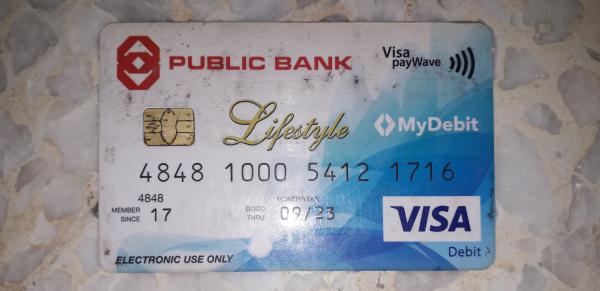 PUBLIC BANK
Visa
payWave
Lifestyle
MyDebit
4848 1000 5412 1716
4848
MEMBER SINCE 17
MONTH/YEAR
GOOD THRU 09/23
VISA
Debit
ELECTRONIC USE ONLY